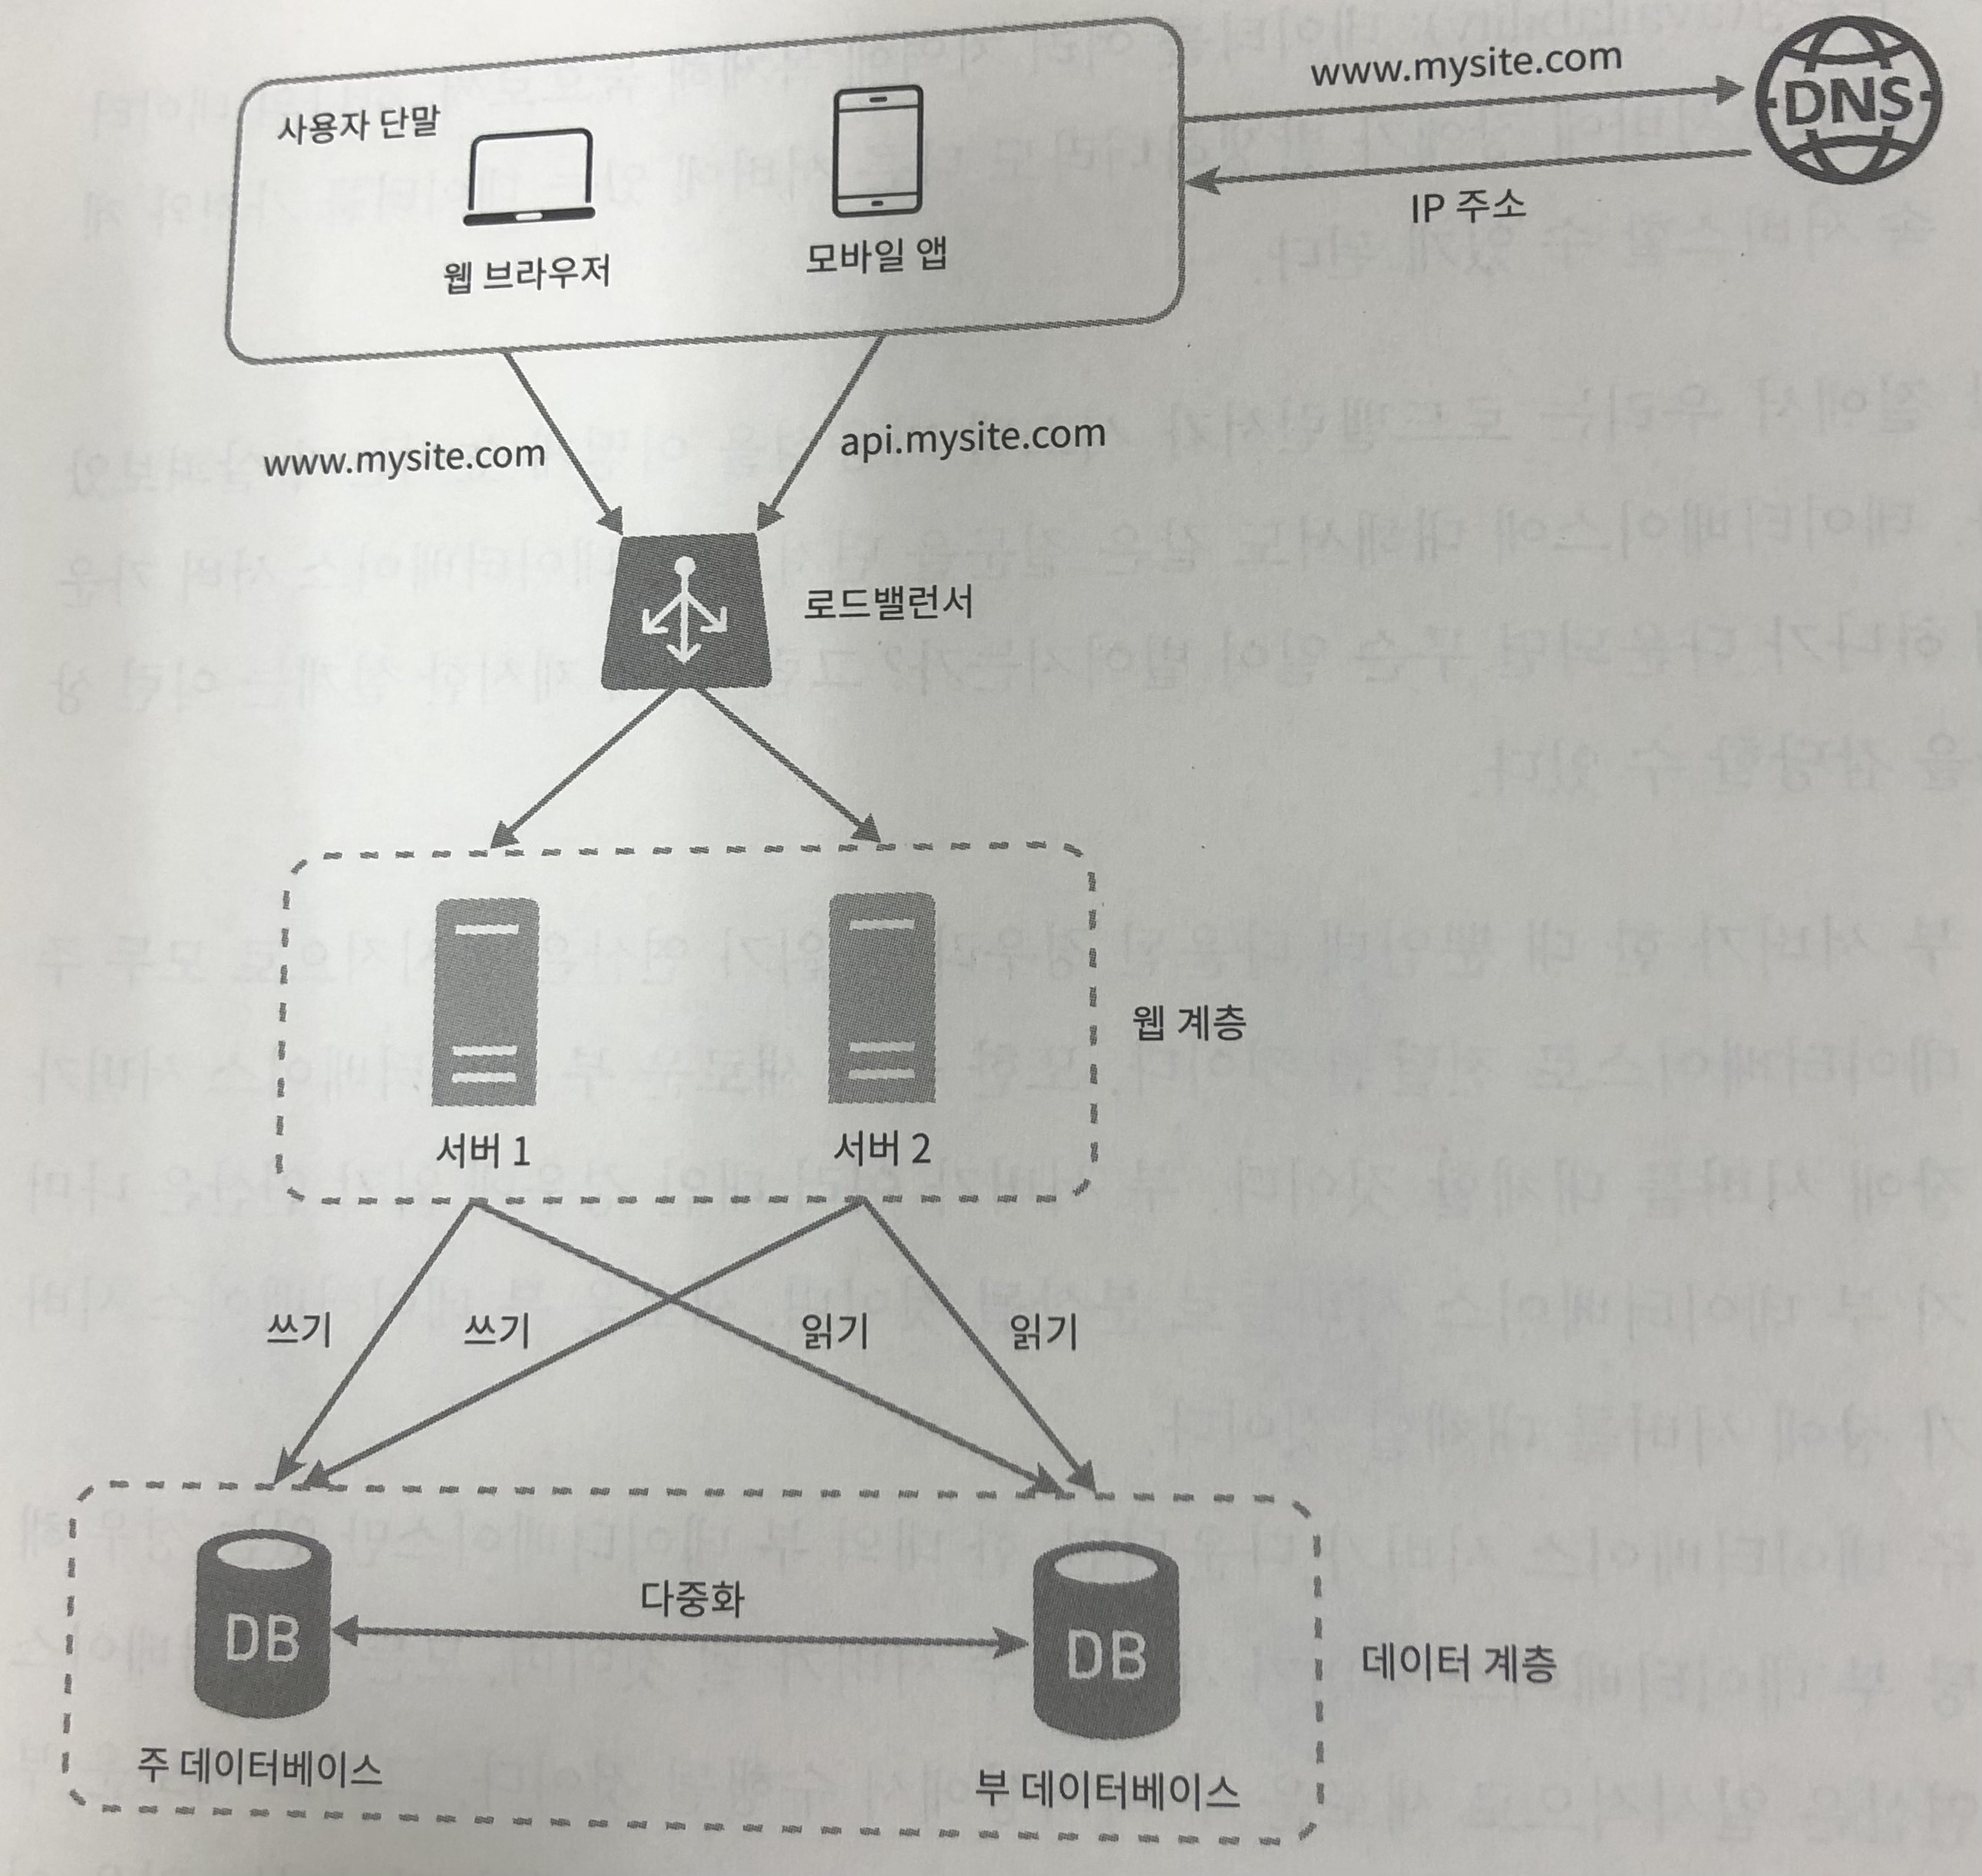 사용자 단말
www.mysite.com
DNS
웹 브라우저
모바일 앱
IP 주소
www.mysite.com
api.mysite.com
로드밸런서
웹 계층
서버 1
서버 2
쓰기
쓰기
읽기
읽기
다중화
DB
DB
데이터 계층
주 데이터베이스
부 데이터베이스